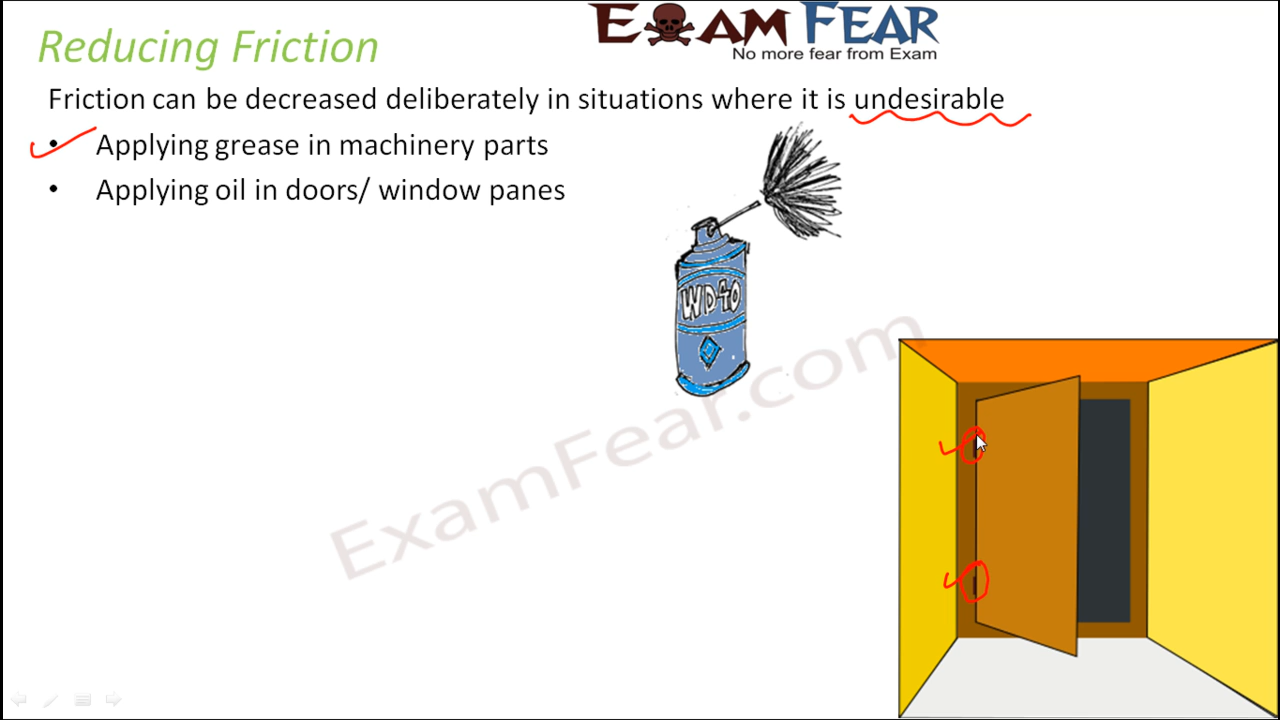 Reducing Friction
EXAM FEAR
No more fear from Exam
Friction can be decreased deliberately in situations where it is undesirable
• Applying grease in machinery parts
• Applying oil in doors/ window panes
WD40
ExamFear.com